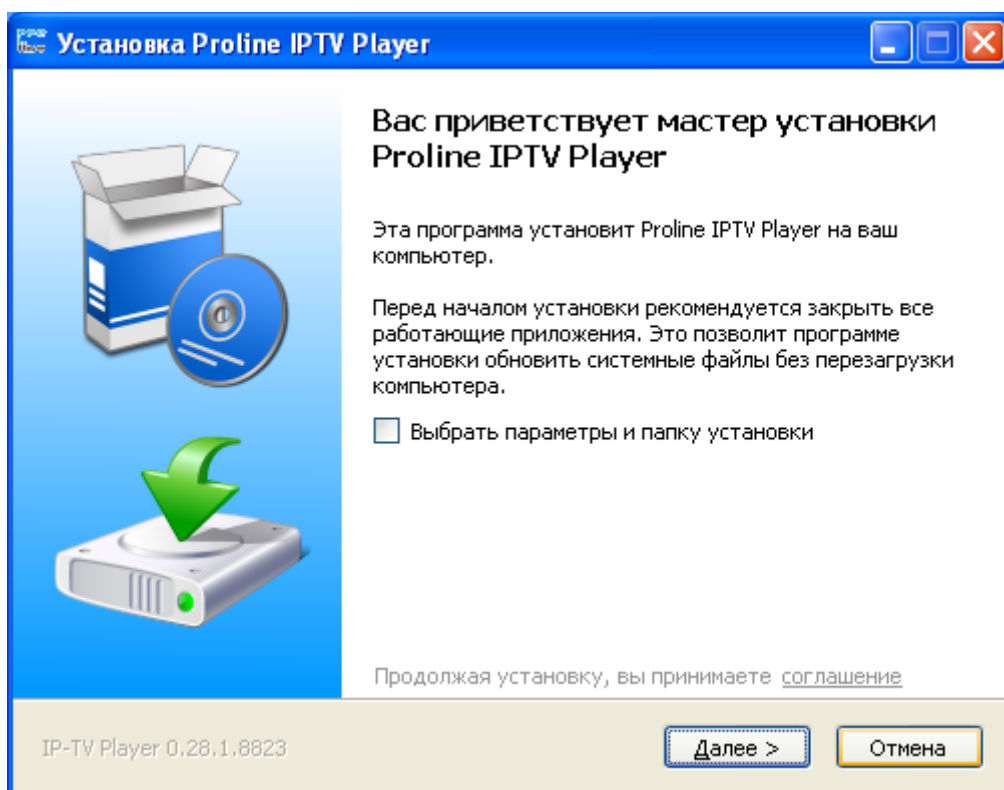 Установка Proline IPTV Player
Вас приветствует мастер установки
Proline IPTV Player
Эта программа установит Proline IPTV Player на ваш
компьютер.
Перед началом установки рекомендуется закрыть все
работающие приложения. Это позволит программе
установки обновить системные файлы без перезагрузки
компьютера.
Выбрать параметры и папку установки
Продолжая установку, вы принимаете соглашение
IP-TV Player 0.28.1.8823
Далее >
Отмена